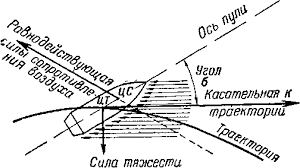 Равнодействующая
силы сопротивле
ния воздуха
Ось пули
цТ
цС
Угол
б
Касательная к
траектории
Траектория
Сила тяжести